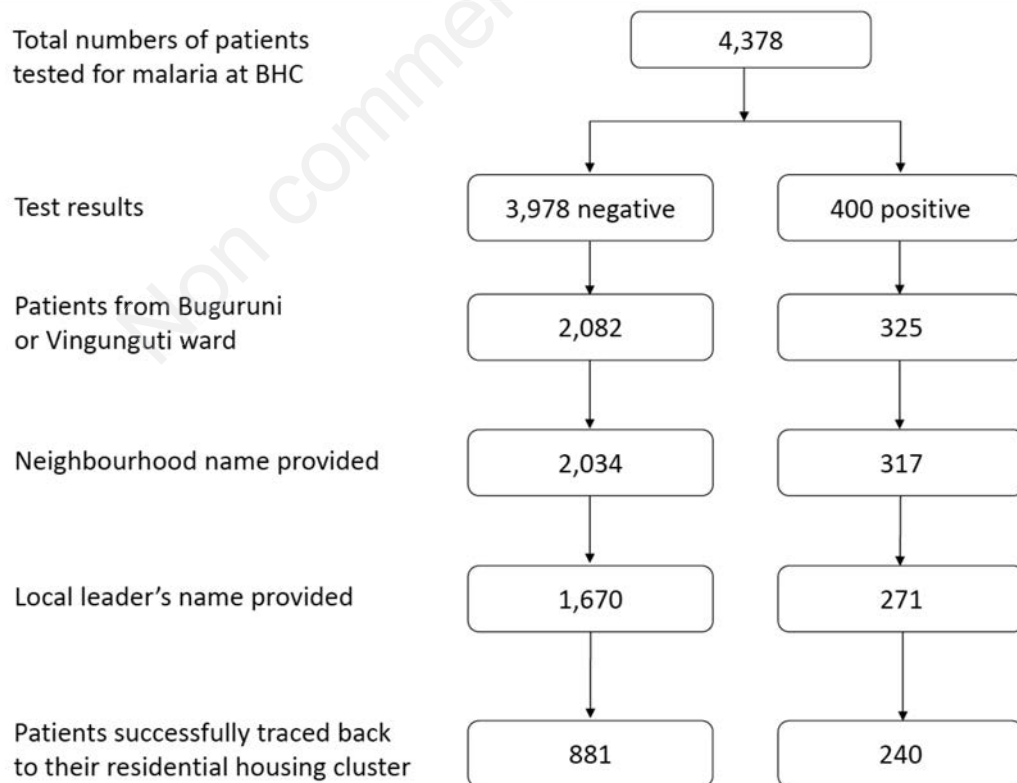 Total numbers of patients
tested for malaria at BHC
4,378
Test results
3,978 negative
400 positive
Patients from Buguruni
or Vingunguti ward
2,082
325
Neighbourhood name provided
2,034
317
Local leader’s name provided
1,670
271
Patients successfully traced back
to their residential housing cluster
881
240
Non comme